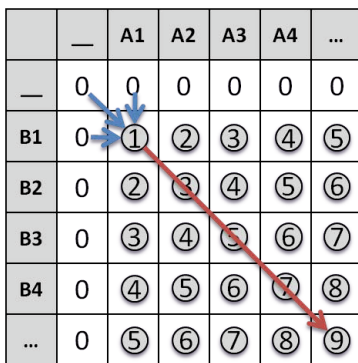 __ A1 A2 A3 A4 ...
__ 0 0 0 0 0 0
B1 0 ① ② ③ ④ ⑤
B2 0 ② ③ ④ ⑤ ⑥
B3 0 ③ ④ ⑤ ⑥ ⑦
B4 0 ④ ⑤ ⑥ ⑦ ⑧
... 0 ⑤ ⑥ ⑦ ⑧ ⑨